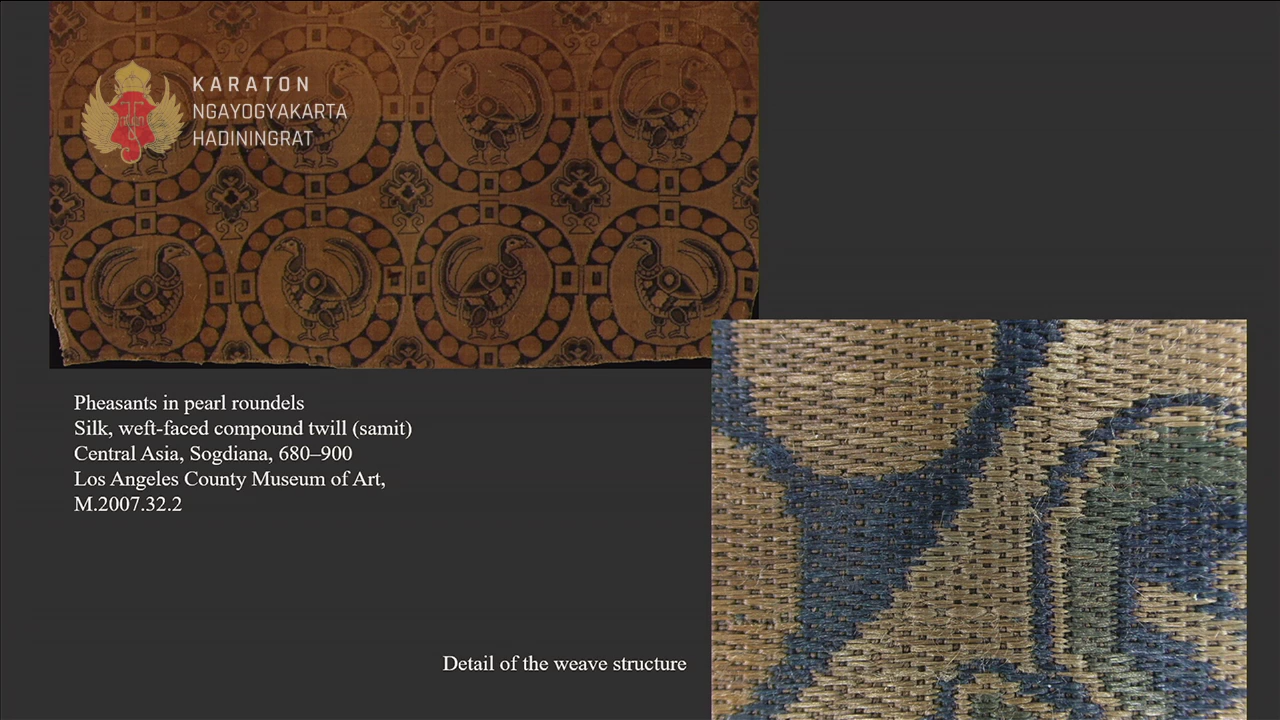 KARATON
NGAYOGYAKARTA
HADININGRAT
Pheasants in pearl roundels
Silk, weft-faced compound twill (samit)
Central Asia, Sogdiana, 680–900
Los Angeles County Museum of Art,
M.2007.32.2
Detail of the weave structure